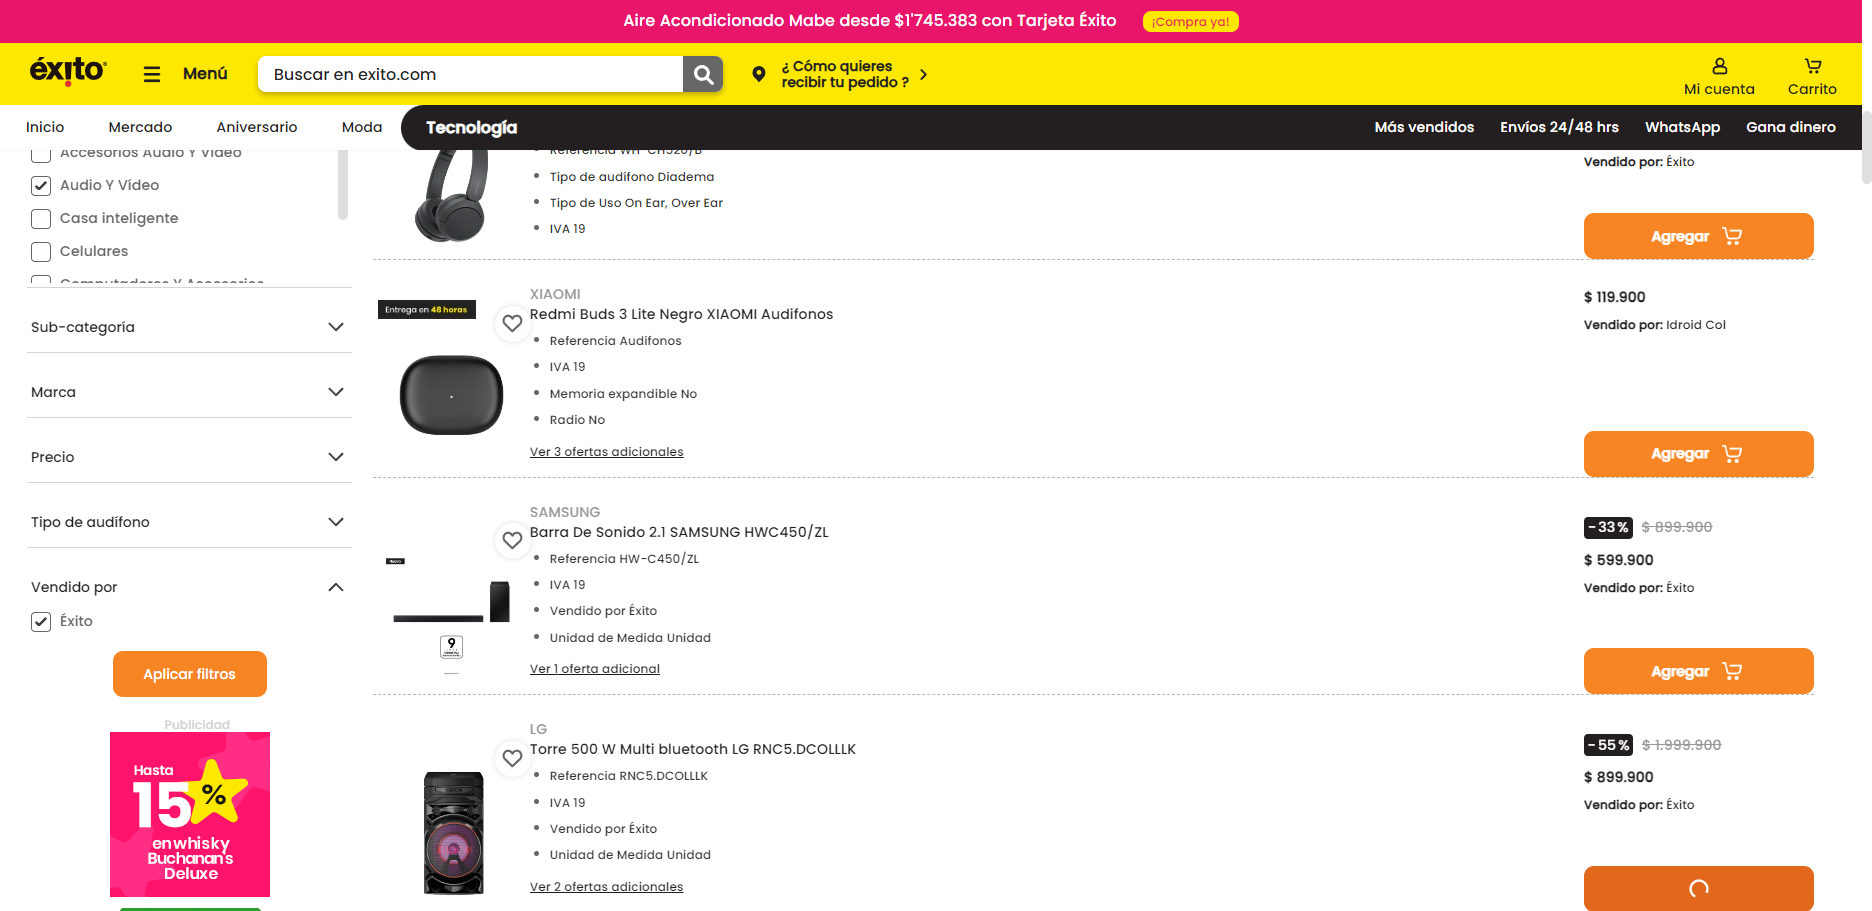 Aire Acondicionado Mabe desde $1'745.383 con Tarjeta Éxito
¡Compra ya!
éxito
Menú
Buscar en exito.com
¿ Cómo quieres
recibir tu pedido ?
Mi cuenta
Carrito
Inicio
Mercado
Aniversario
Moda
Tecnología
Más vendidos
Envíos 24/48 hrs
WhatsApp
Gana dinero
Accesorios Audio Y Video
Audio Y Vídeo
Casa inteligente
Celulares
Computadores Y Accesorios
Sub-categoría
Marca
Precio
Tipo de audífono
Vendido por
Éxito
Aplicar filtros
Publicidad
Hasta
15%
en whisky
Buchanan's
Deluxe
Referencia WH-CH520/B
Tipo de audífono Diadema
Tipo de Uso On Ear, Over Ear
IVA 19
Vendido por: Éxito
Agregar
Entrega en 48 horas
XIAOMI
Redmi Buds 3 Lite Negro XIAOMI Audifonos
Referencia Audifonos
IVA 19
Memoria expandible No
Radio No
Ver 3 ofertas adicionales
$ 119.900
Vendido por: Idroid Col
Agregar
Nuevo
9
SAMSUNG
Barra De Sonido 2.1 SAMSUNG HWC450/ZL
Referencia HW-C450/ZL
IVA 19
Vendido por Éxito
Unidad de Medida Unidad
Ver 1 oferta adicional
-33% $ 899.900
$ 599.900
Vendido por: Éxito
Agregar
LG
Torre 500 W Multi bluetooth LG RNC5.DCOLLLK
Referencia RNC5.DCOLLLK
IVA 19
Vendido por Éxito
Unidad de Medida Unidad
Ver 2 ofertas adicionales
-55% $ 1.999.900
$ 899.900
Vendido por: Éxito